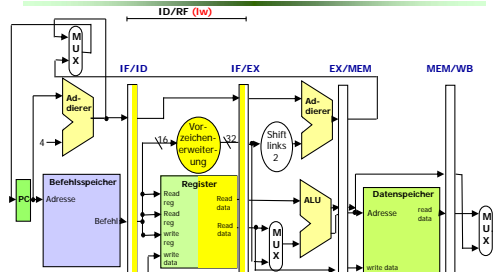 ID/RF (lw)
M
U
X
IF/ID
IF/EX
EX/MEM
MEM/WB
Ad-
dierer
4
16
Vor-
zeichen-
erweiter-
ung
32
Shift
links
2
Ad-
dierer
Befehlsspeicher
PC
Adresse
Befehl
Register
Read
reg
Read
reg
write
reg
write
data
Read
data
Read
data
M
U
X
ALU
Datenspeicher
Adresse
read
data
write data
M
U
X